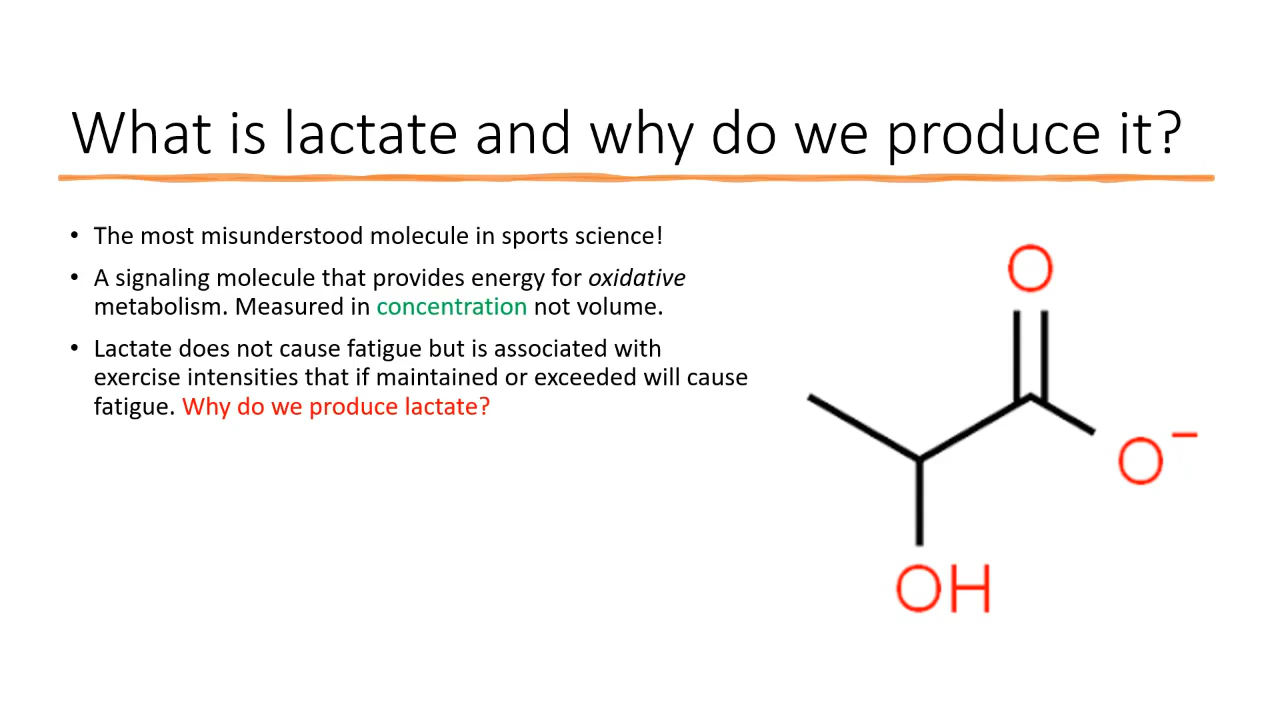 What is lactate and why do we produce it?
• The most misunderstood molecule in sports science!
• A signaling molecule that provides energy for oxidative
metabolism. Measured in concentration not volume.
• Lactate does not cause fatigue but is associated with
exercise intensities that if maintained or exceeded will cause
fatigue. Why do we produce lactate?
O
O−
OH